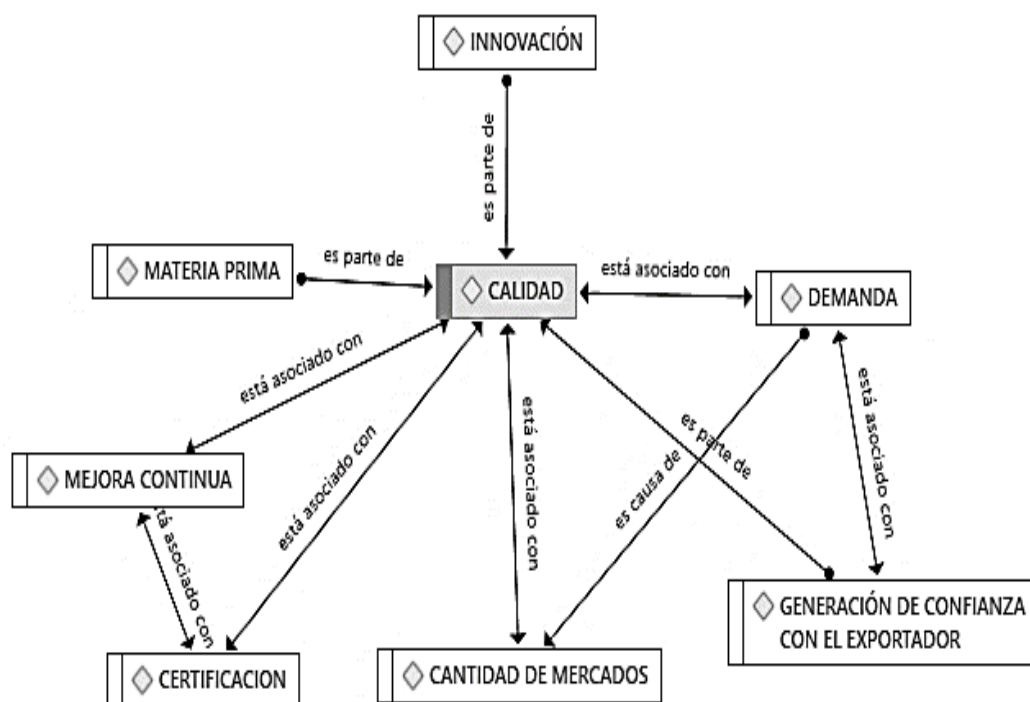 INNOVACIÓN
es parte de
MATERIA PRIMA
es parte de
CALIDAD
está asociado con
DEMANDA
está asociado con
está asociado con
está asociado con
es parte de
es causa de
está asociado con
MEJORA CONTINUA
stá asociado con
GENERACIÓN DE CONFIANZA
CON EL EXPORTADOR
CERTIFICACION
CANTIDAD DE MERCADOS